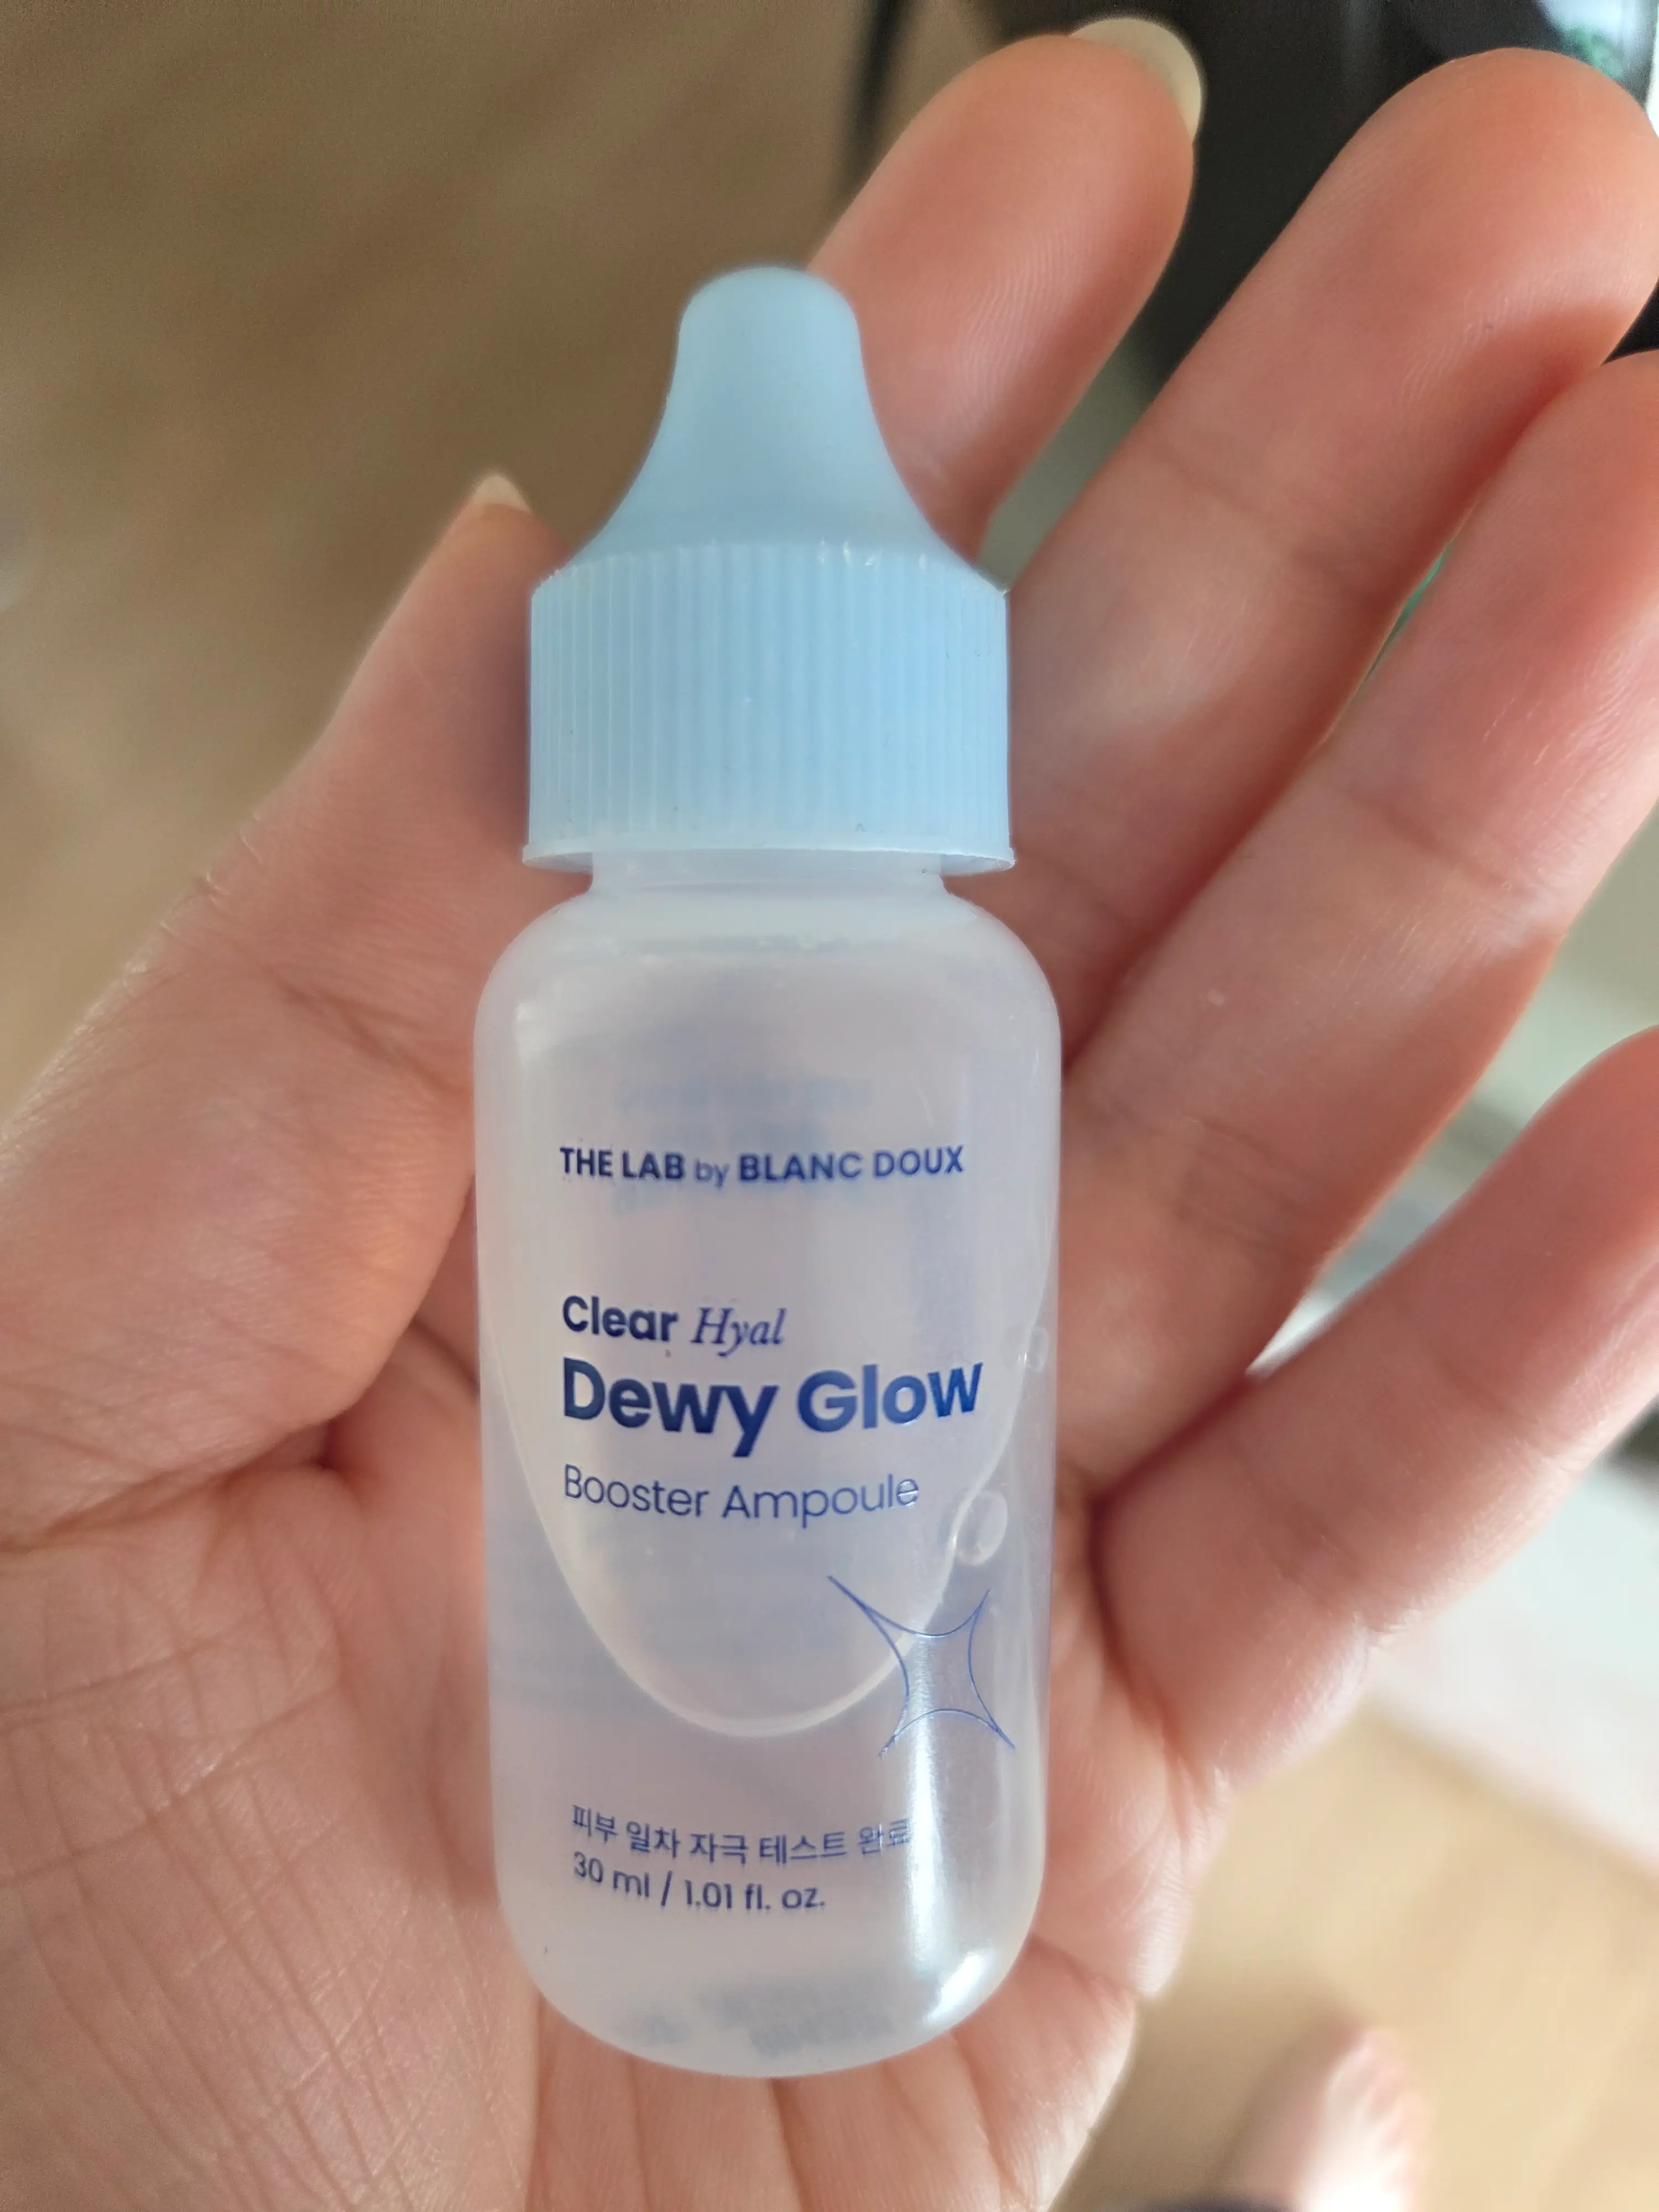 THE LAB by BLANC DOUX
Clear Hyal
Dewy Glow
Booster Ampoule
피부 일차 자극 테스트 완료
30 ml / 1.01 fl. oz.